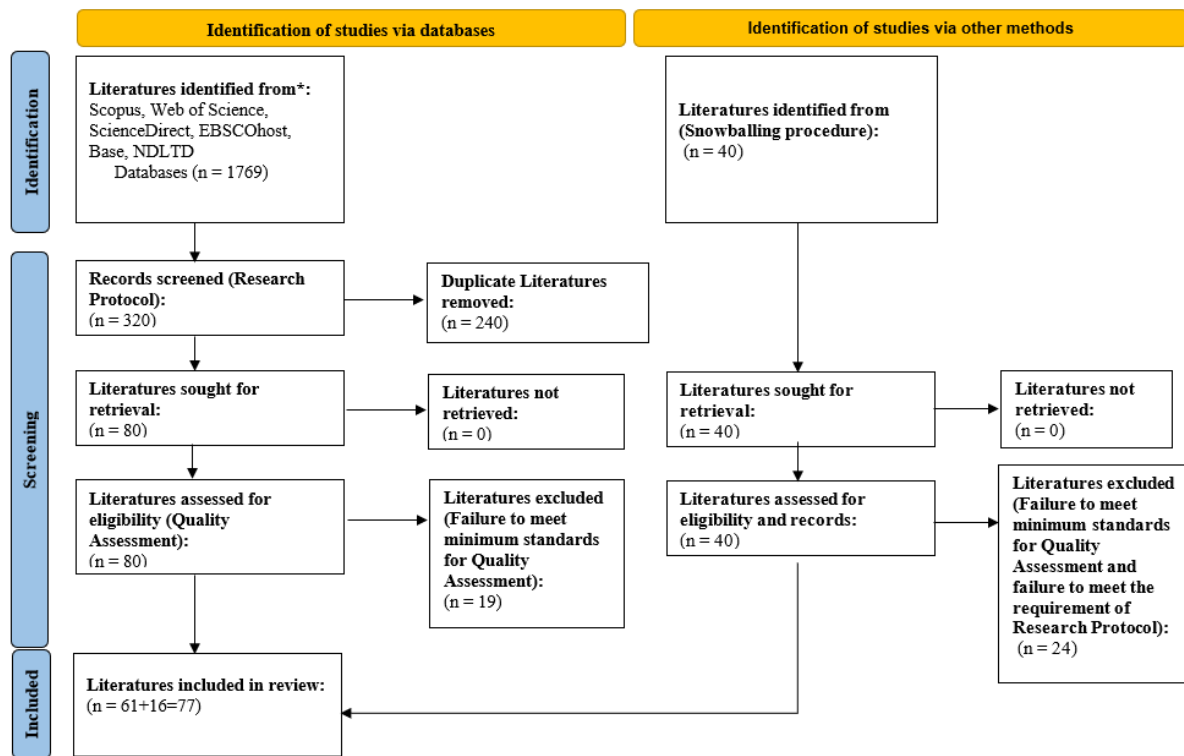 Identification of studies via databases
Identification of studies via other methods
Identification
Literatures identified from*:
Scopus, Web of Science,
ScienceDirect, EBSCOhost,
Base, NDLTD
Databases (n = 1769)
Literatures identified from
(Snowballing procedure):
(n = 40)
Screening
Records screened (Research
Protocol):
(n = 320)
Duplicate Literatures
removed:
(n = 240)
Literatures sought for
retrieval:
(n = 80)
Literatures not
retrieved:
(n = 0)
Literatures sought for
retrieval:
(n = 40)
Literatures not
retrieved:
(n = 0)
Literatures assessed for
eligibility (Quality
Assessment):
(n = 80)
Literatures excluded
(Failure to meet
minimum standards
for Quality
Assessment):
(n = 19)
Literatures assessed for
eligibility and records:
(n = 40)
Literatures excluded
(Failure to meet
minimum standards
for Quality
Assessment and
failure to meet the
requirement of
Research Protocol):
(n = 24)
Included
Literatures included in review:
(n = 61+16=77)